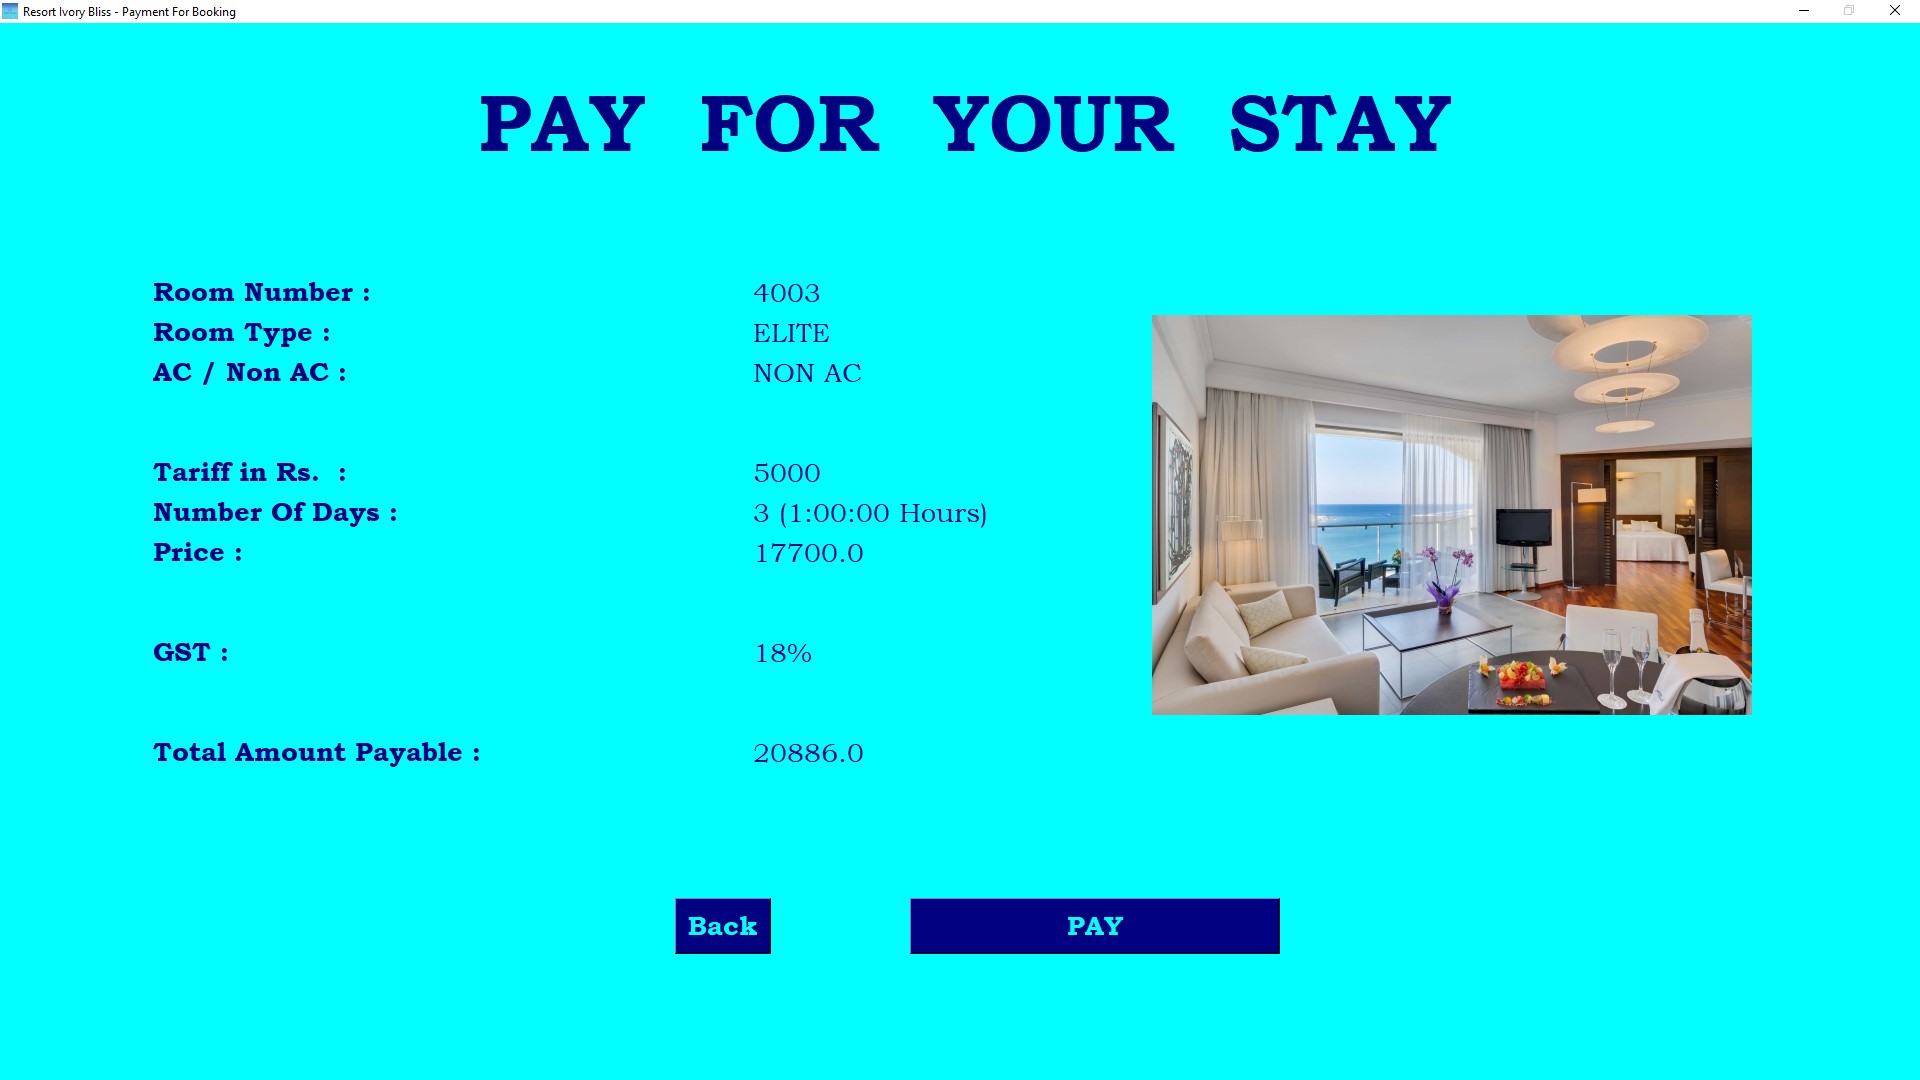 Resort Ivory Bliss - Payment For Booking
PAY FOR YOUR STAY
Room Number : 4003
Room Type : ELITE
AC / Non AC : NON AC
Tariff in Rs. : 5000
Number Of Days : 3 (1:00:00 Hours)
Price : 17700.0
GST : 18%
Total Amount Payable : 20886.0
Back PAY